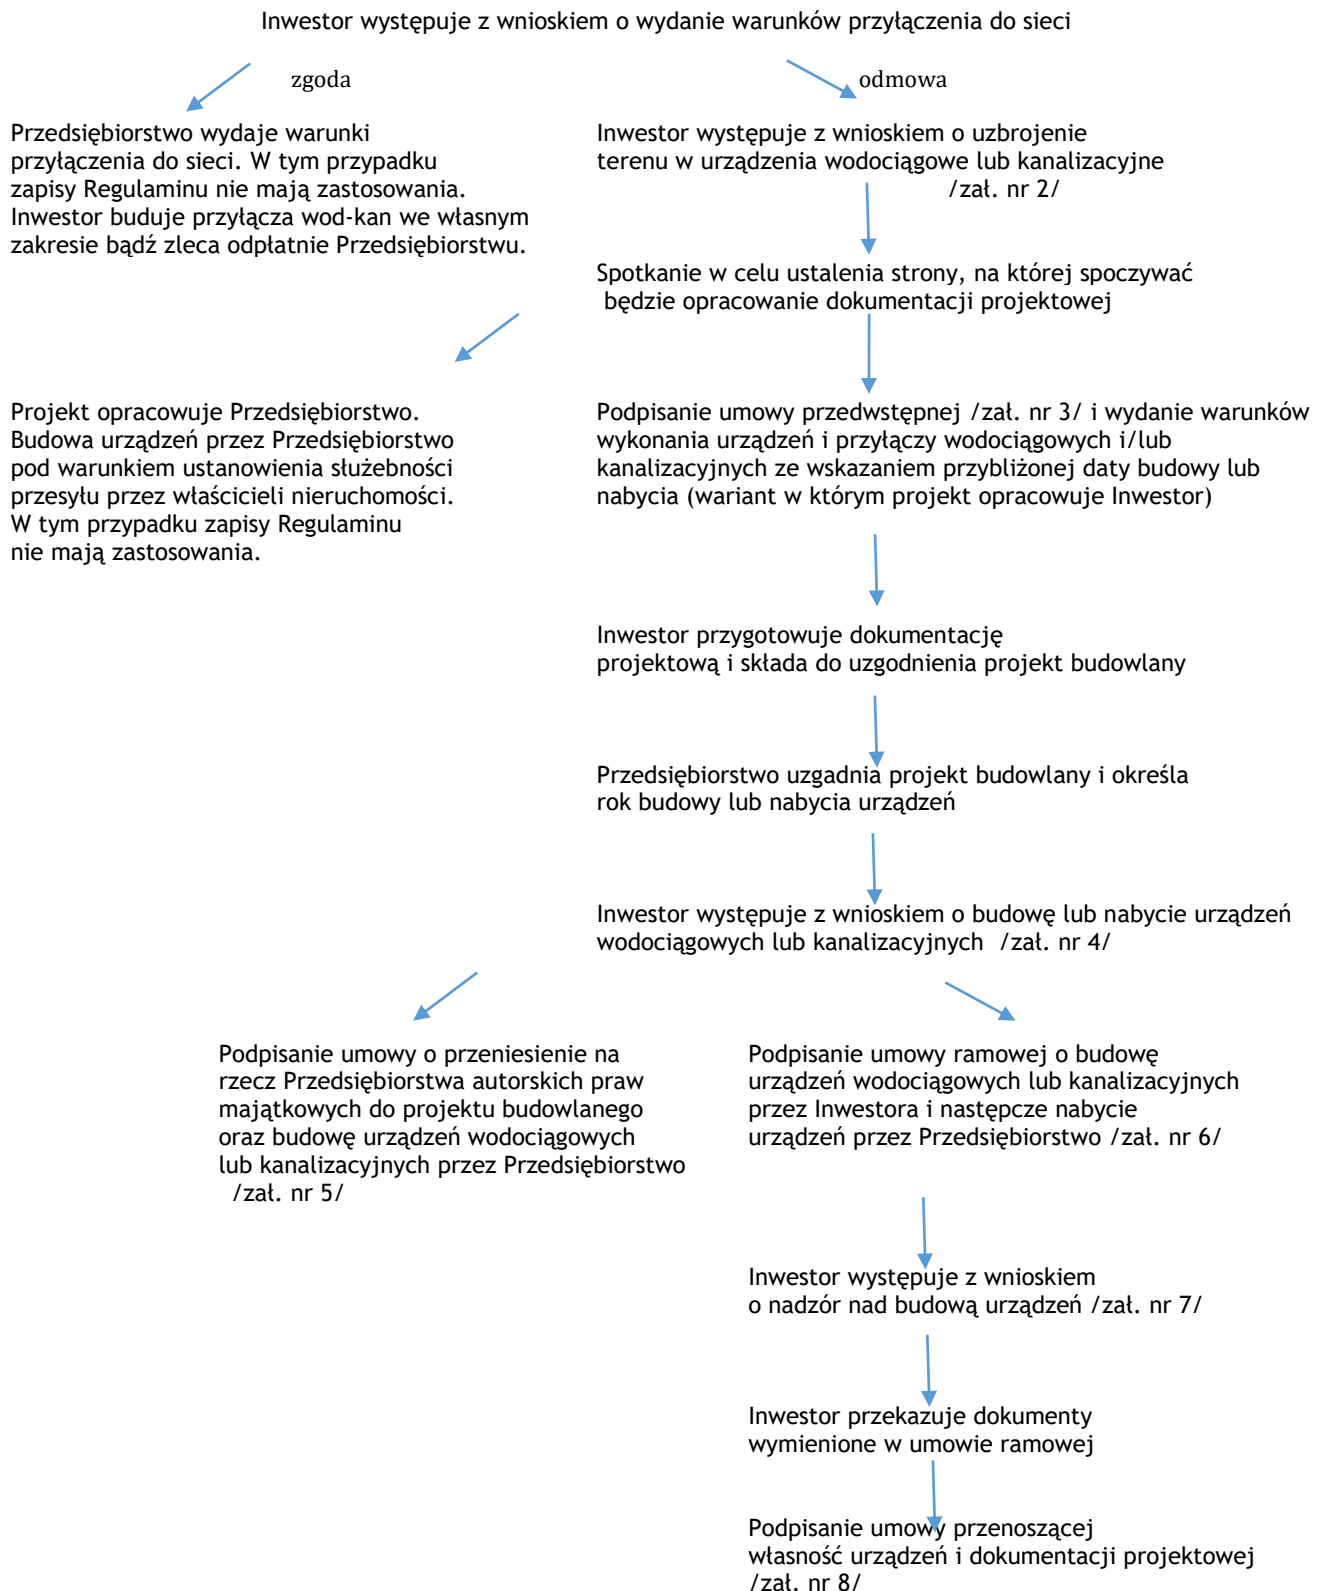 Inwestor występuje z wnioskiem o wydanie warunków przyłączenia do sieci
zgoda
odmowa
Przedsiębiorstwo wydaje warunki
przyłączenia do sieci. W tym przypadku
zapisy Regulaminu nie mają zastosowania.
Inwestor buduje przyłącza wod-kan we własnym
zakresie bądź zleca odpłatnie Przedsiębiorstwu.
Inwestor występuje z wnioskiem o uzbrojenie
terenu w urządzenia wodociągowe lub kanalizacyjne
/zał. nr 2/
Spotkanie w celu ustalenia strony, na której spoczywać
będzie opracowanie dokumentacji projektowej
Projekt opracowuje Przedsiębiorstwo.
Budowa urządzeń przez Przedsiębiorstwo
pod warunkiem ustanowienia służebności
przesyłu przez właścicieli nieruchomości.
W tym przypadku zapisy Regulaminu
nie mają zastosowania.
Podpisanie umowy przedwstępnej /zał. nr 3/ i wydanie warunków
wykonania urządzeń i przyłączy wodociągowych i/lub
kanalizacyjnych ze wskazaniem przybliżonej daty budowy lub
nabycia (wariant w którym projekt opracowuje Inwestor)
Inwestor przygotowuje dokumentację
projektową i składa do uzgodnienia projekt budowlany
Przedsiębiorstwo uzgadnia projekt budowlany i określa
rok budowy lub nabycia urządzeń
Inwestor występuje z wnioskiem o budowę lub nabycie urządzeń
wodociągowych lub kanalizacyjnych /zał. nr 4/
Podpisanie umowy o przeniesienie na
rzecz Przedsiębiorstwa autorskich praw
majątkowych do projektu budowlanego
oraz budowę urządzeń wodociągowych
lub kanalizacyjnych przez Przedsiębiorstwo
/zał. nr 5/
Podpisanie umowy ramowej o budowę
urządzeń wodociągowych lub kanalizacyjnych
przez Inwestora i następcze nabycie
urządzeń przez Przedsiębiorstwo /zał. nr 6/
Inwestor występuje z wnioskiem
o nadzór nad budową urządzeń /zał. nr 7/
Inwestor przekazuje dokumenty
wymienione w umowie ramowej
Podpisanie umowy przenoszącej
własność urządzeń i dokumentacji projektowej
/zał. nr 8/